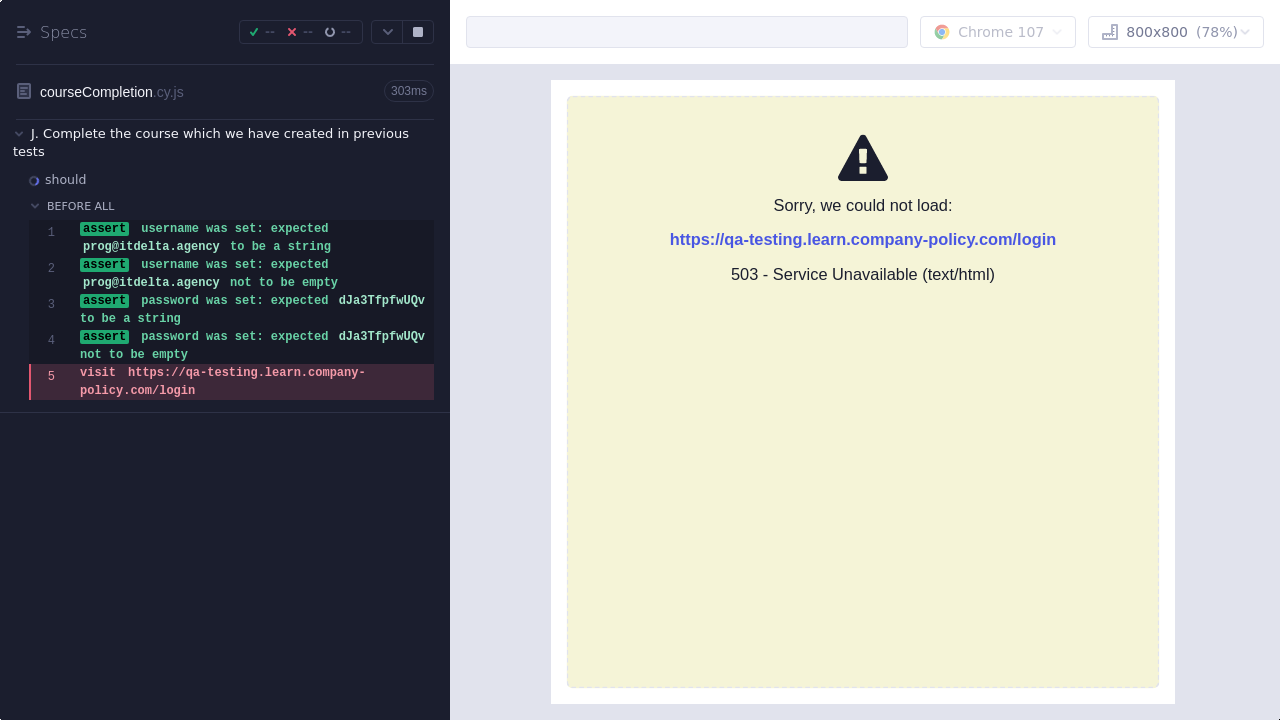 Specs
--
--
--
courseCompletion.cy.js
303ms
J. Complete the course which we have created in previous
tests
should
BEFORE ALL
1 assert username was set: expected
prog@itdelta.agency to be a string
2 assert username was set: expected
prog@itdelta.agency not to be empty
3 assert password was set: expected dJa3TfpfwUQv
to be a string
4 assert password was set: expected dJa3TfpfwUQv
not to be empty
5 visit https://qa-testing.learn.company-
policy.com/login
Chrome 107
800x800 (78%)
Sorry, we could not load:
https://qa-testing.learn.company-policy.com/login
503 - Service Unavailable (text/html)